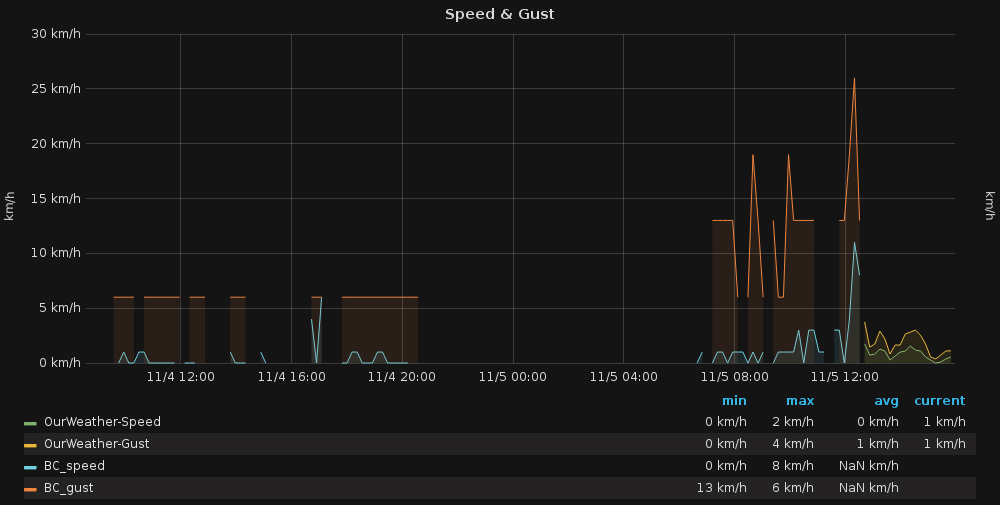 Speed & Gust
30 km/h
25 km/h
20 km/h
15 km/h
10 km/h
5 km/h
0 km/h
km/h
km/h
11/4 12:00 11/4 16:00 11/4 20:00 11/5 00:00 11/5 04:00 11/5 08:00 11/5 12:00
min max avg current
OurWeather-Speed 0 km/h 2 km/h 0 km/h 1 km/h
OurWeather-Gust 0 km/h 4 km/h 1 km/h 1 km/h
BC_speed 0 km/h 8 km/h NaN km/h
BC_gust 13 km/h 6 km/h NaN km/h